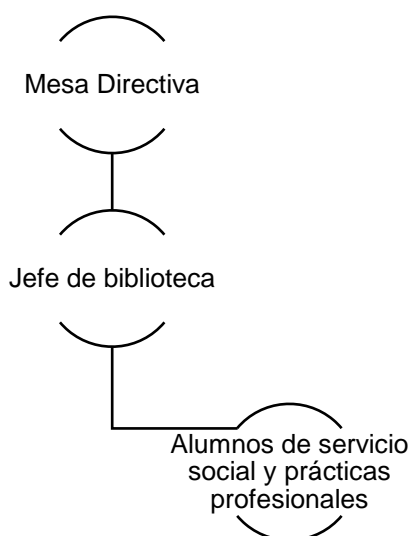 Mesa Directiva
Jefe de biblioteca
Alumnos de servicio
social y prácticas
profesionales